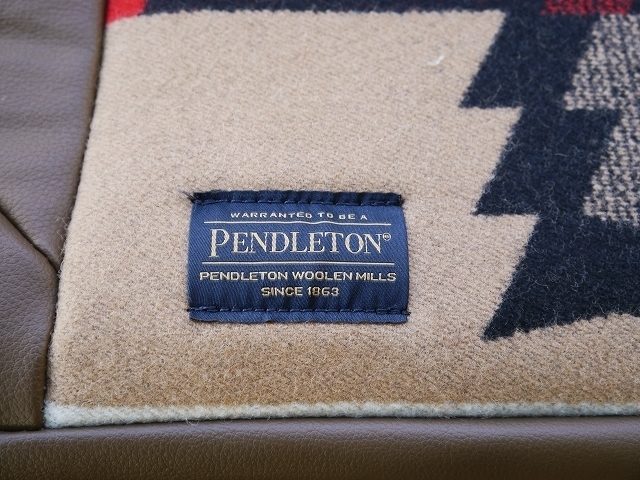 WARRANTED TO BE A
PENDLETON®
PENDLETON WOOLEN MILLS
SINCE 1863